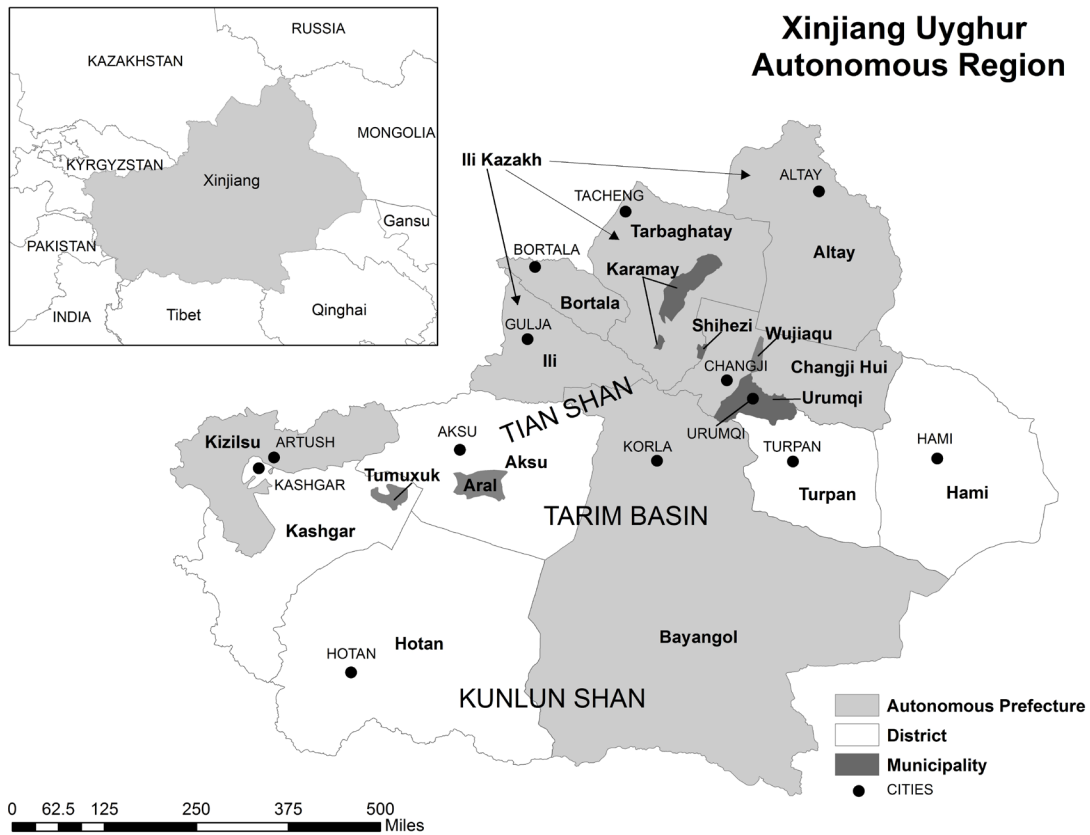 Xinjiang Uyghur
Autonomous Region
RUSSIA
KAZAKHSTAN
MONGOLIA
KYRGYZSTAN
Xinjiang
Gansu
PAKISTAN
INDIA
Tibet
Qinghai
Ili Kazakh
ALTAY
TACHENG
Tarbaghatay
BORTALA
Altay
Karamay
Bortala
GULJA
Shihezi
Wujiaqu
Ili
CHANGJI
Changji Hui
TIAN SHAN
Urumqi
URUMQI
Kizilsu
ARTUSH
AKSU
KORLA
TURPAN
HAMI
Aksu
Tumuxuk
KASHGAR
Aral
Turpan
Hami
TARIM BASIN
Kashgar
Bayangol
Hotan
HOTAN
KUNLUN SHAN
Autonomous Prefecture
District
Municipality
CITIES
0 62.5 125 250 375 500
Miles